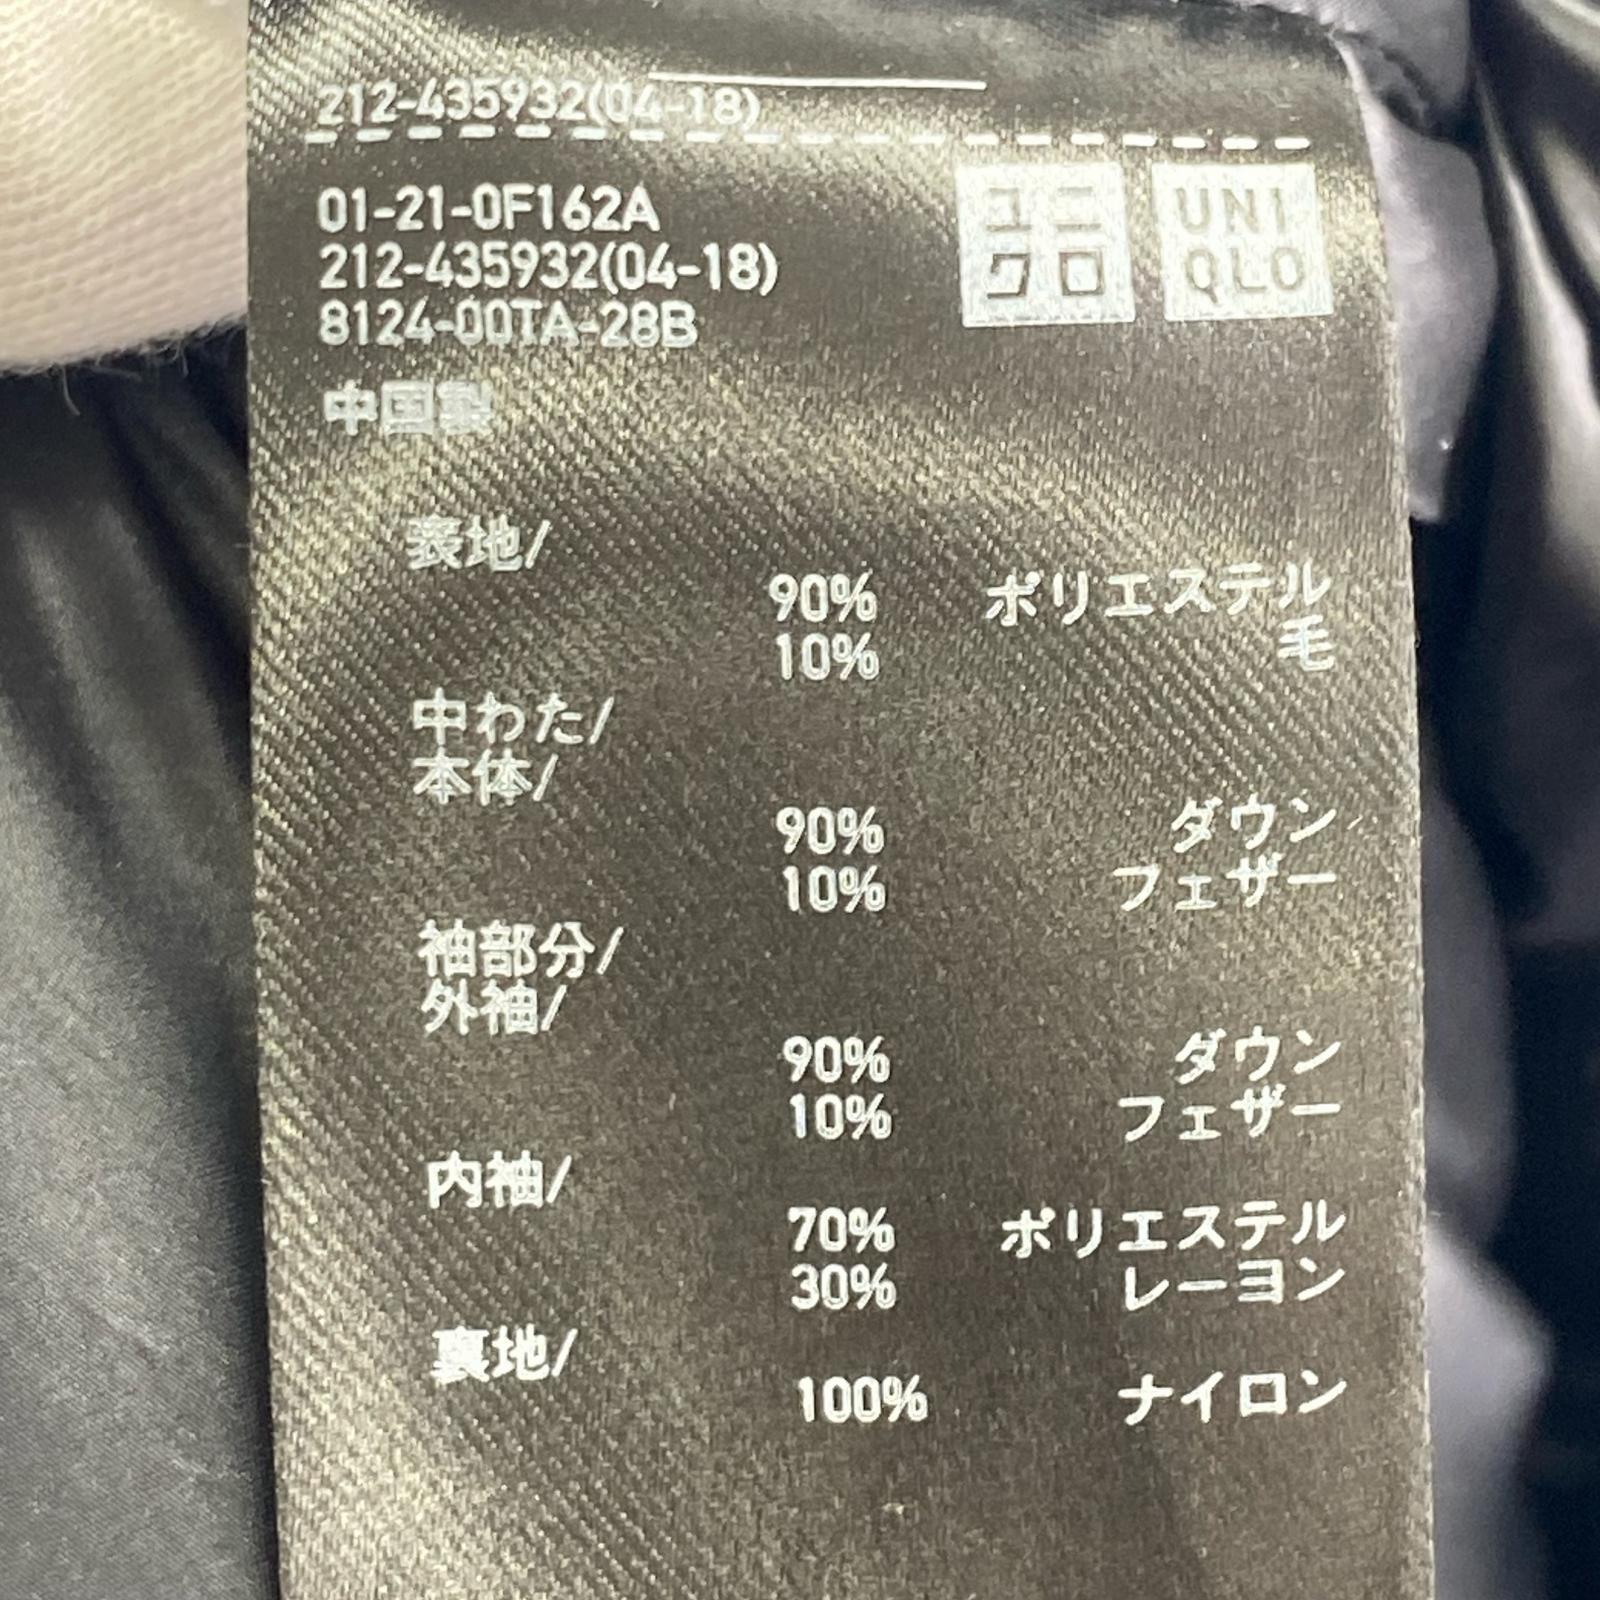 212-435932(04-18)
01-21-0F162A
212-435932(04-18)
8124-00TA-28B
ユニ
クロ
UNI
QLO
中国製
表地/
90% ポリエステル
10% 毛
中わた/
本体/
90% ダウン
10% フェザー
袖部分/
外袖/
90% ダウン
10% フェザー
内袖/
70% ポリエステル
30% レーヨン
裏地/
100% ナイロン